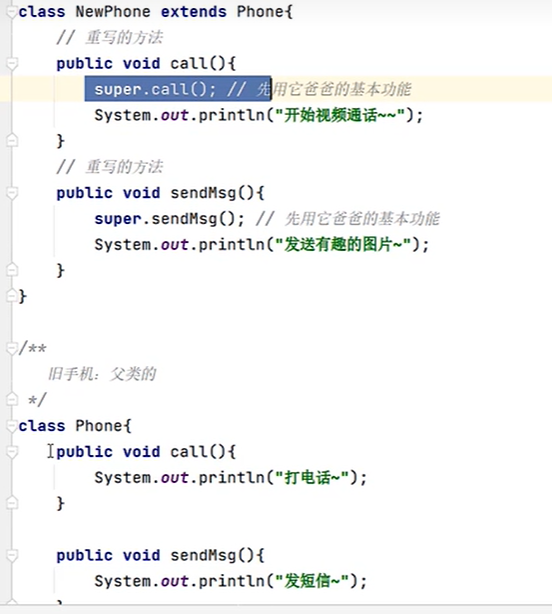 class NewPhone extends Phone{
// 重写的方法
public void call(){
super.call(); // 先用它爸爸的基本功能
System.out.println("开始视频通话~~");
}
// 重写的方法
public void sendMsg(){
super.sendMsg(); // 先用它爸爸的基本功能
System.out.println("发送有趣的图片~");
}
}
/**
旧手机：父类的
*/
class Phone{
public void call(){
System.out.println("打电话~");
}
public void sendMsg(){
System.out.println("发短信~");
}